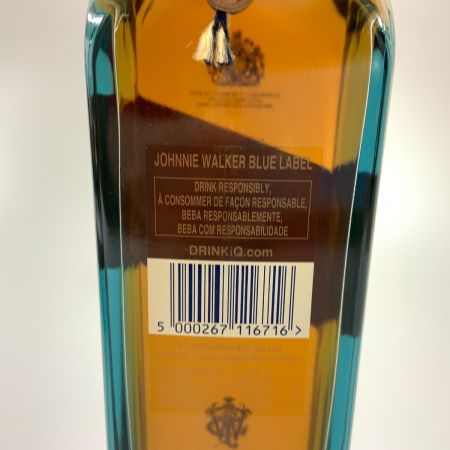 JOHNNIE WALKER BLUE LABEL
DRINK RESPONSIBLY,
À CONSOMMER DE FAÇON RESPONSABLE,
BEBA RESPONSABLEMENTE,
BEBA COM RESPONSABILIDADE
DRINKiQ.com
5 000267 116716 >